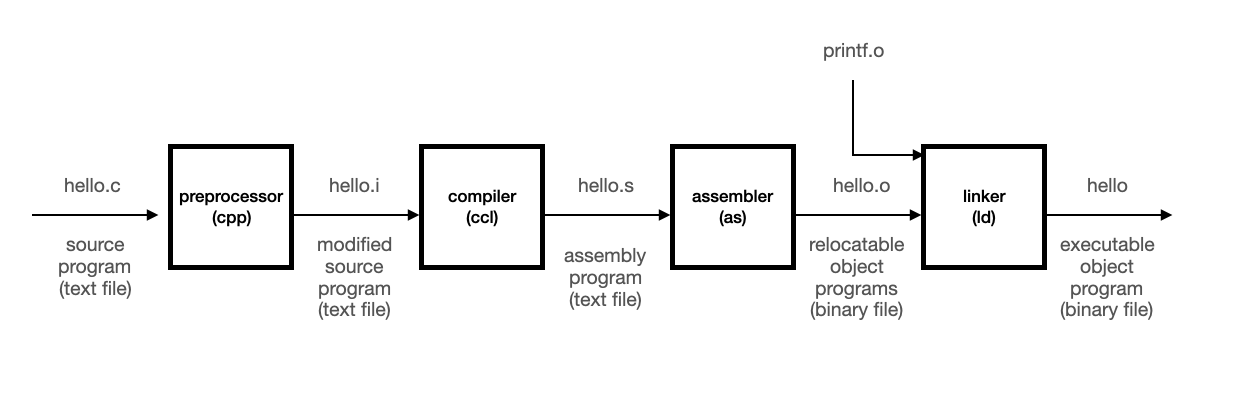 printf.o
hello.c
preprocessor
(cpp)
hello.i
compiler
(ccl)
hello.s
assembler
(as)
hello.o
linker
(ld)
hello
source
program
(text file)
modified
source
program
(text file)
assembly
program
(text file)
relocatable
object
programs
(binary file)
executable
object
program
(binary file)